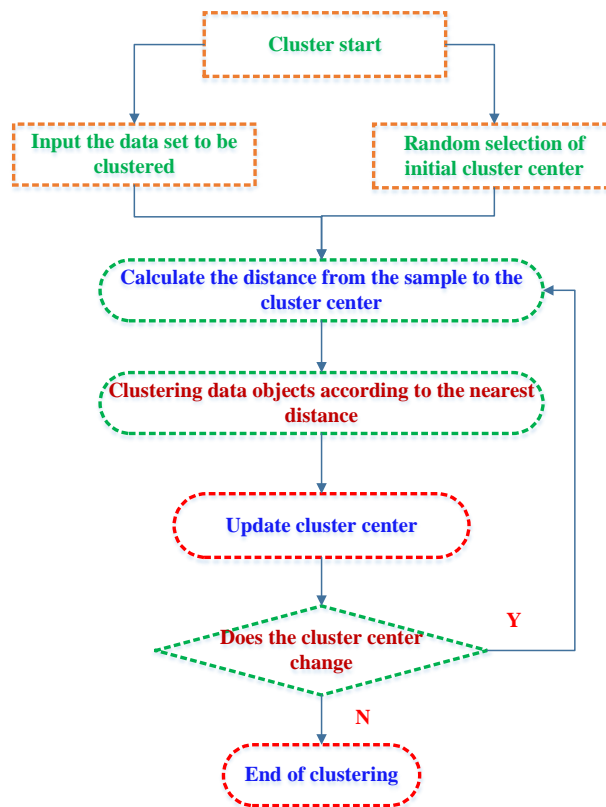 Cluster start
Input the data set to be
clustered
Random selection of
initial cluster center
Calculate the distance from the sample to the
cluster center
Clustering data objects according to the nearest
distance
Update cluster center
Does the cluster center
change
Y
N
End of clustering